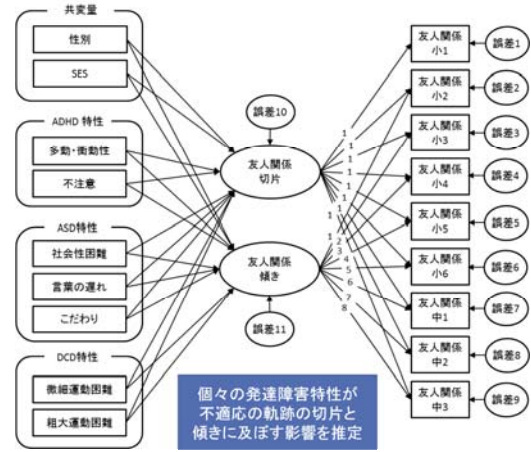 共変量
性別
SES
ADHD 特性
多動・衝動性
不注意
ASD特性
社会性困難
言葉の遅れ
こだわり
DCD特性
微細運動困難
粗大運動困難
誤差10
友人関係
切片
友人関係
傾き
誤差11
個々の発達障害特性が
不適応の軌跡の切片と
傾きに及ぼす影響を推定
1
1
1
1
1
1
1
1
1
1
2
3
4
5
6
7
8
友人関係
小1
誤差1
友人関係
小2
誤差2
友人関係
小3
誤差3
友人関係
小4
誤差4
友人関係
小5
誤差5
友人関係
小6
誤差6
友人関係
中1
誤差7
友人関係
中2
誤差8
友人関係
中3
誤差9